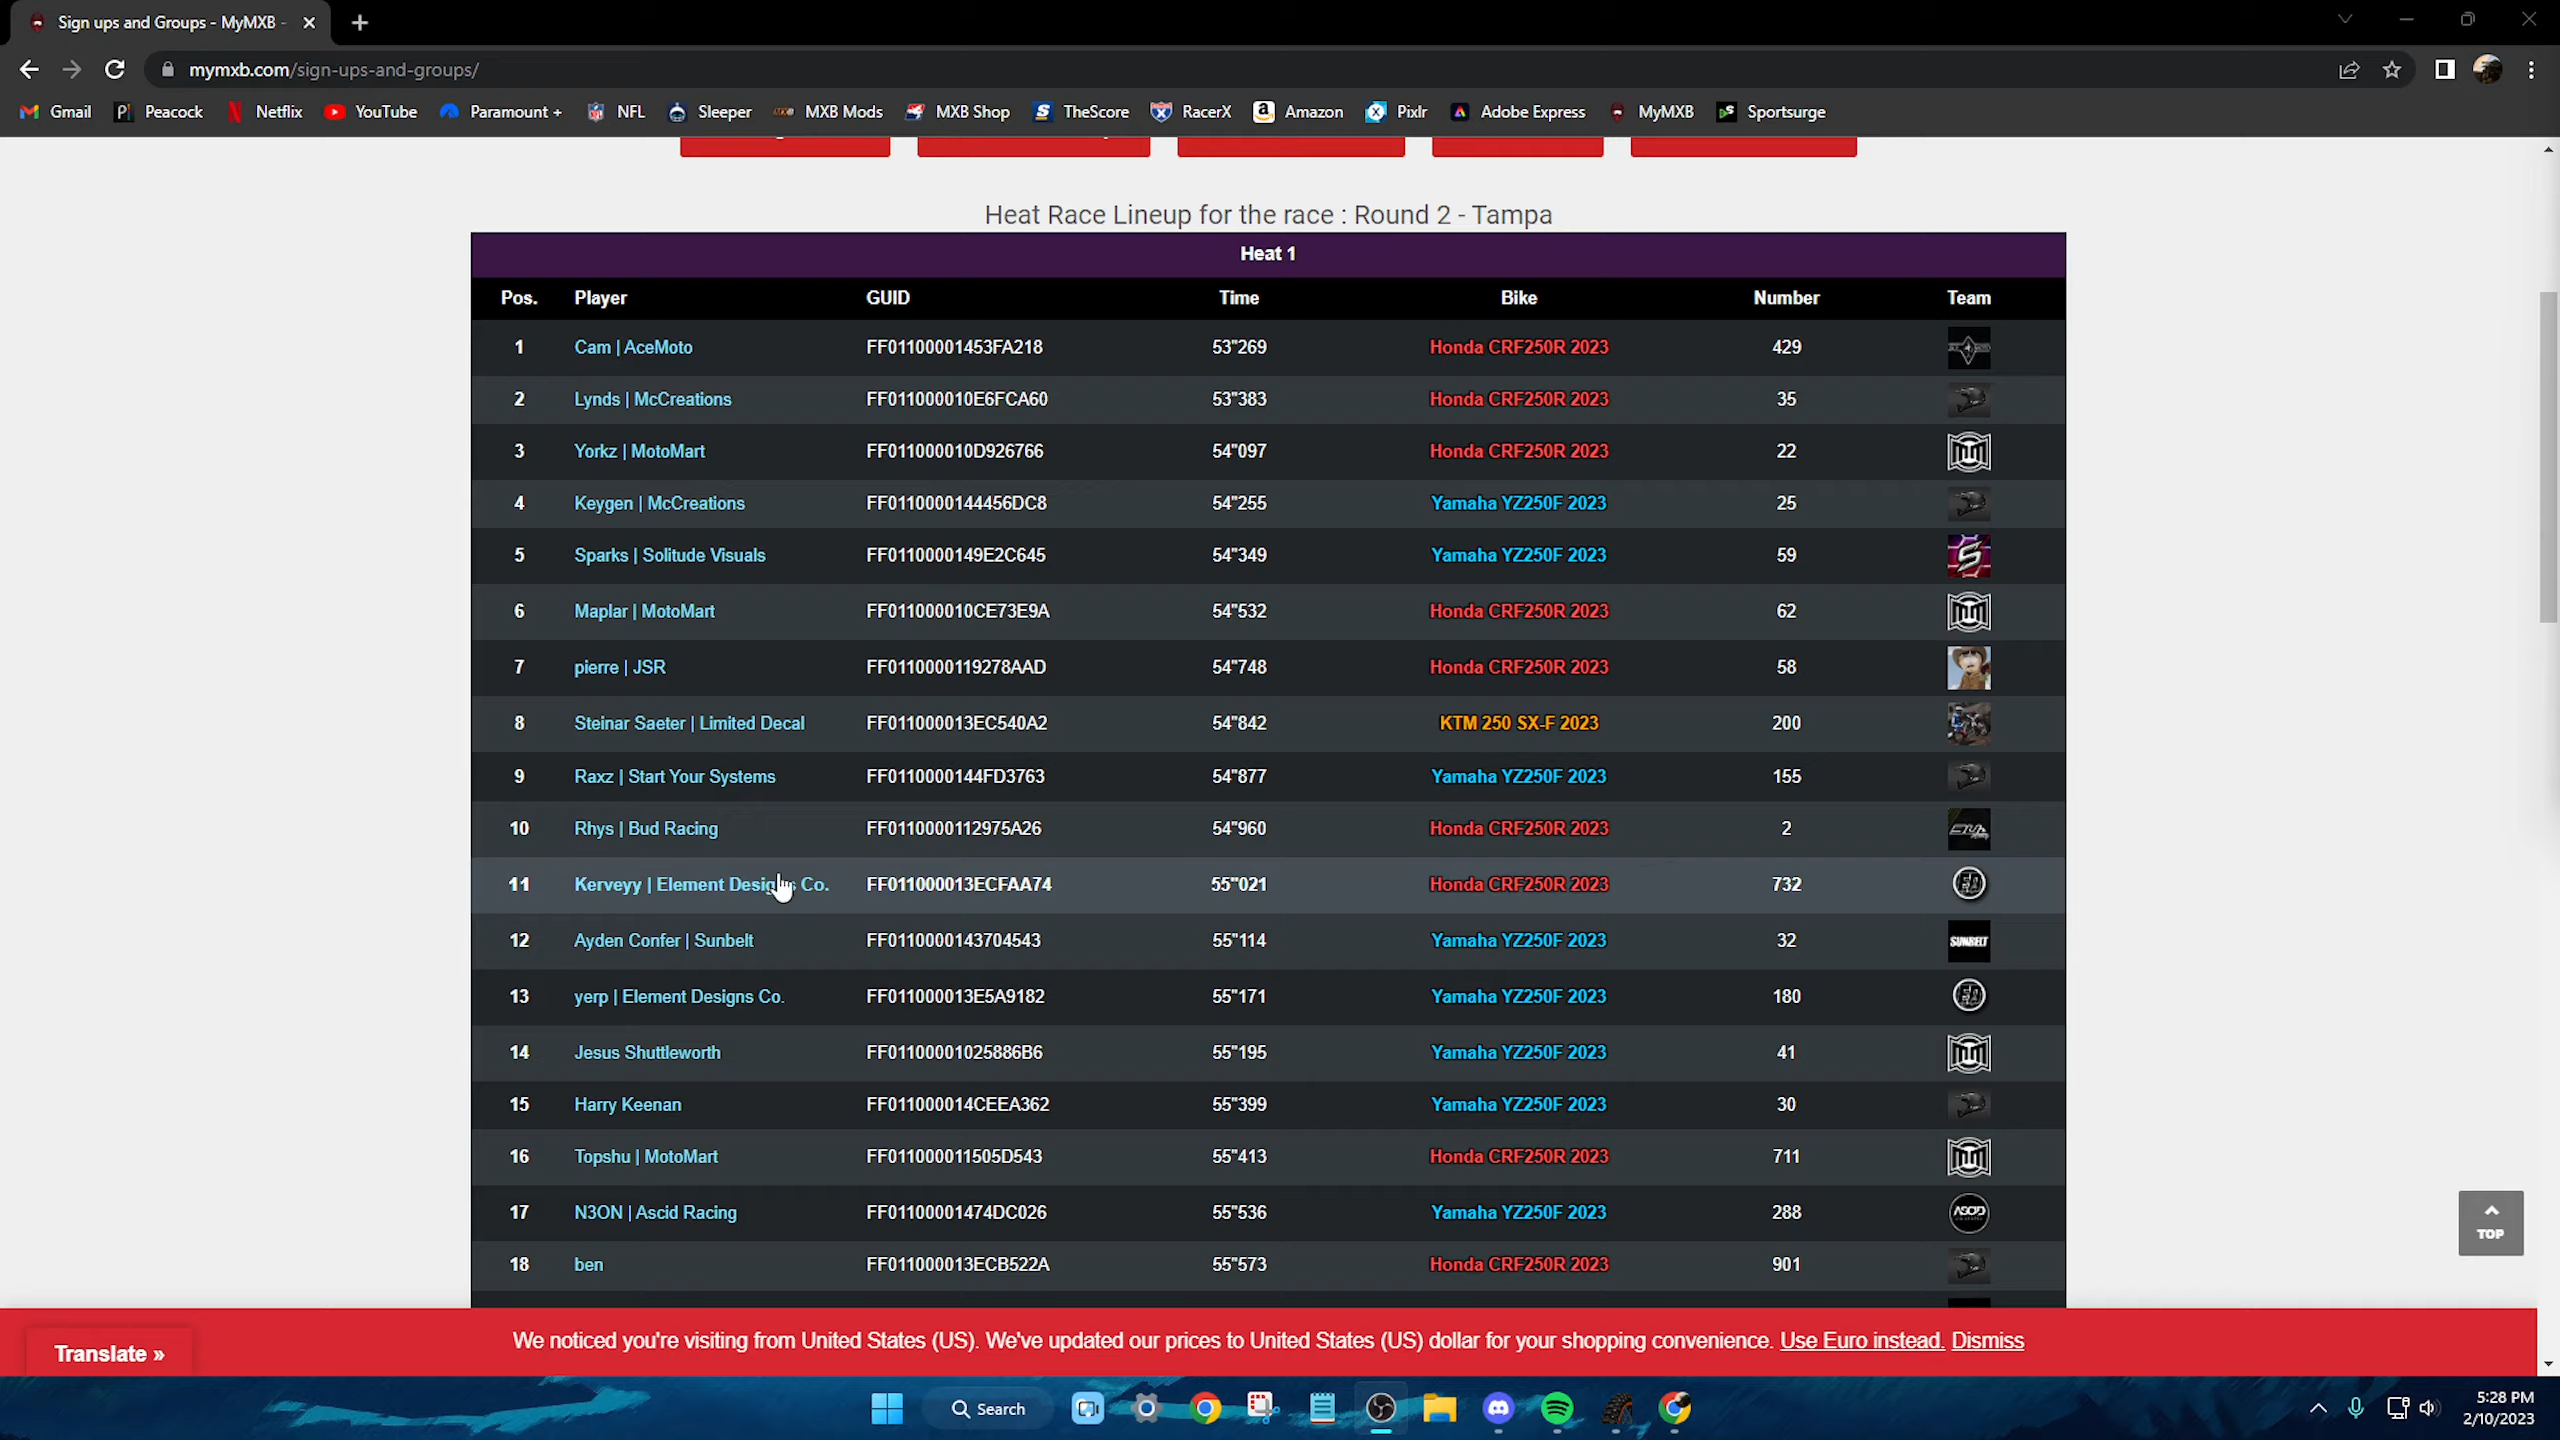 Sign ups and Groups - MyMXB -
mymxb.com/sign-ups-and-groups/
Gmail Peacock Netflix YouTube Paramount + NFL Sleeper MXB Mods MXB Shop TheScore RacerX Amazon Pixlr Adobe Express MyMXB Sportsurge
Heat Race Lineup for the race : Round 2 - Tampa
Heat 1
Pos. Player GUID Time Bike Number Team
1 Cam | AceMoto FF01100001453FA218 53"269 Honda CRF250R 2023 429
2 Lynds | McCreations FF011000010E6FCA60 53"383 Honda CRF250R 2023 35
3 Yorkz | MotoMart FF011000010D926766 54"097 Honda CRF250R 2023 22
4 Keygen | McCreations FF0110000144456DC8 54"255 Yamaha YZ250F 2023 25
5 Sparks | Solitude Visuals FF0110000149E2C645 54"349 Yamaha YZ250F 2023 59
6 Maplar | MotoMart FF011000010CE73E9A 54"532 Honda CRF250R 2023 62
7 pierre | JSR FF0110000119278AAD 54"748 Honda CRF250R 2023 58
8 Steinar Saeter | Limited Decal FF011000013EC540A2 54"842 KTM 250 SX-F 2023 200
9 Raxz | Start Your Systems FF0110000144FD3763 54"877 Yamaha YZ250F 2023 155
10 Rhys | Bud Racing FF0110000112975A26 54"960 Honda CRF250R 2023 2
11 Kerveyy | Element Designs Co. FF011000013ECFAA74 55"021 Honda CRF250R 2023 732
12 Ayden Confer | Sunbelt FF0110000143704543 55"114 Yamaha YZ250F 2023 32 SUNBELT
13 yerp | Element Designs Co. FF011000013E5A9182 55"171 Yamaha YZ250F 2023 180
14 Jesus Shuttleworth FF01100001025886B6 55"195 Yamaha YZ250F 2023 41
15 Harry Keenan FF011000014CEEA362 55"399 Yamaha YZ250F 2023 30
16 Topshu | MotoMart FF011000011505D543 55"413 Honda CRF250R 2023 711
17 N3ON | Ascid Racing FF01100001474DC026 55"536 Yamaha YZ250F 2023 288
18 ben FF011000013ECB522A 55"573 Honda CRF250R 2023 901
TOP
We noticed you're visiting from United States (US). We've updated our prices to United States (US) dollar for your shopping convenience. Use Euro instead. Dismiss
Translate »
Search
5:28 PM
2/10/2023